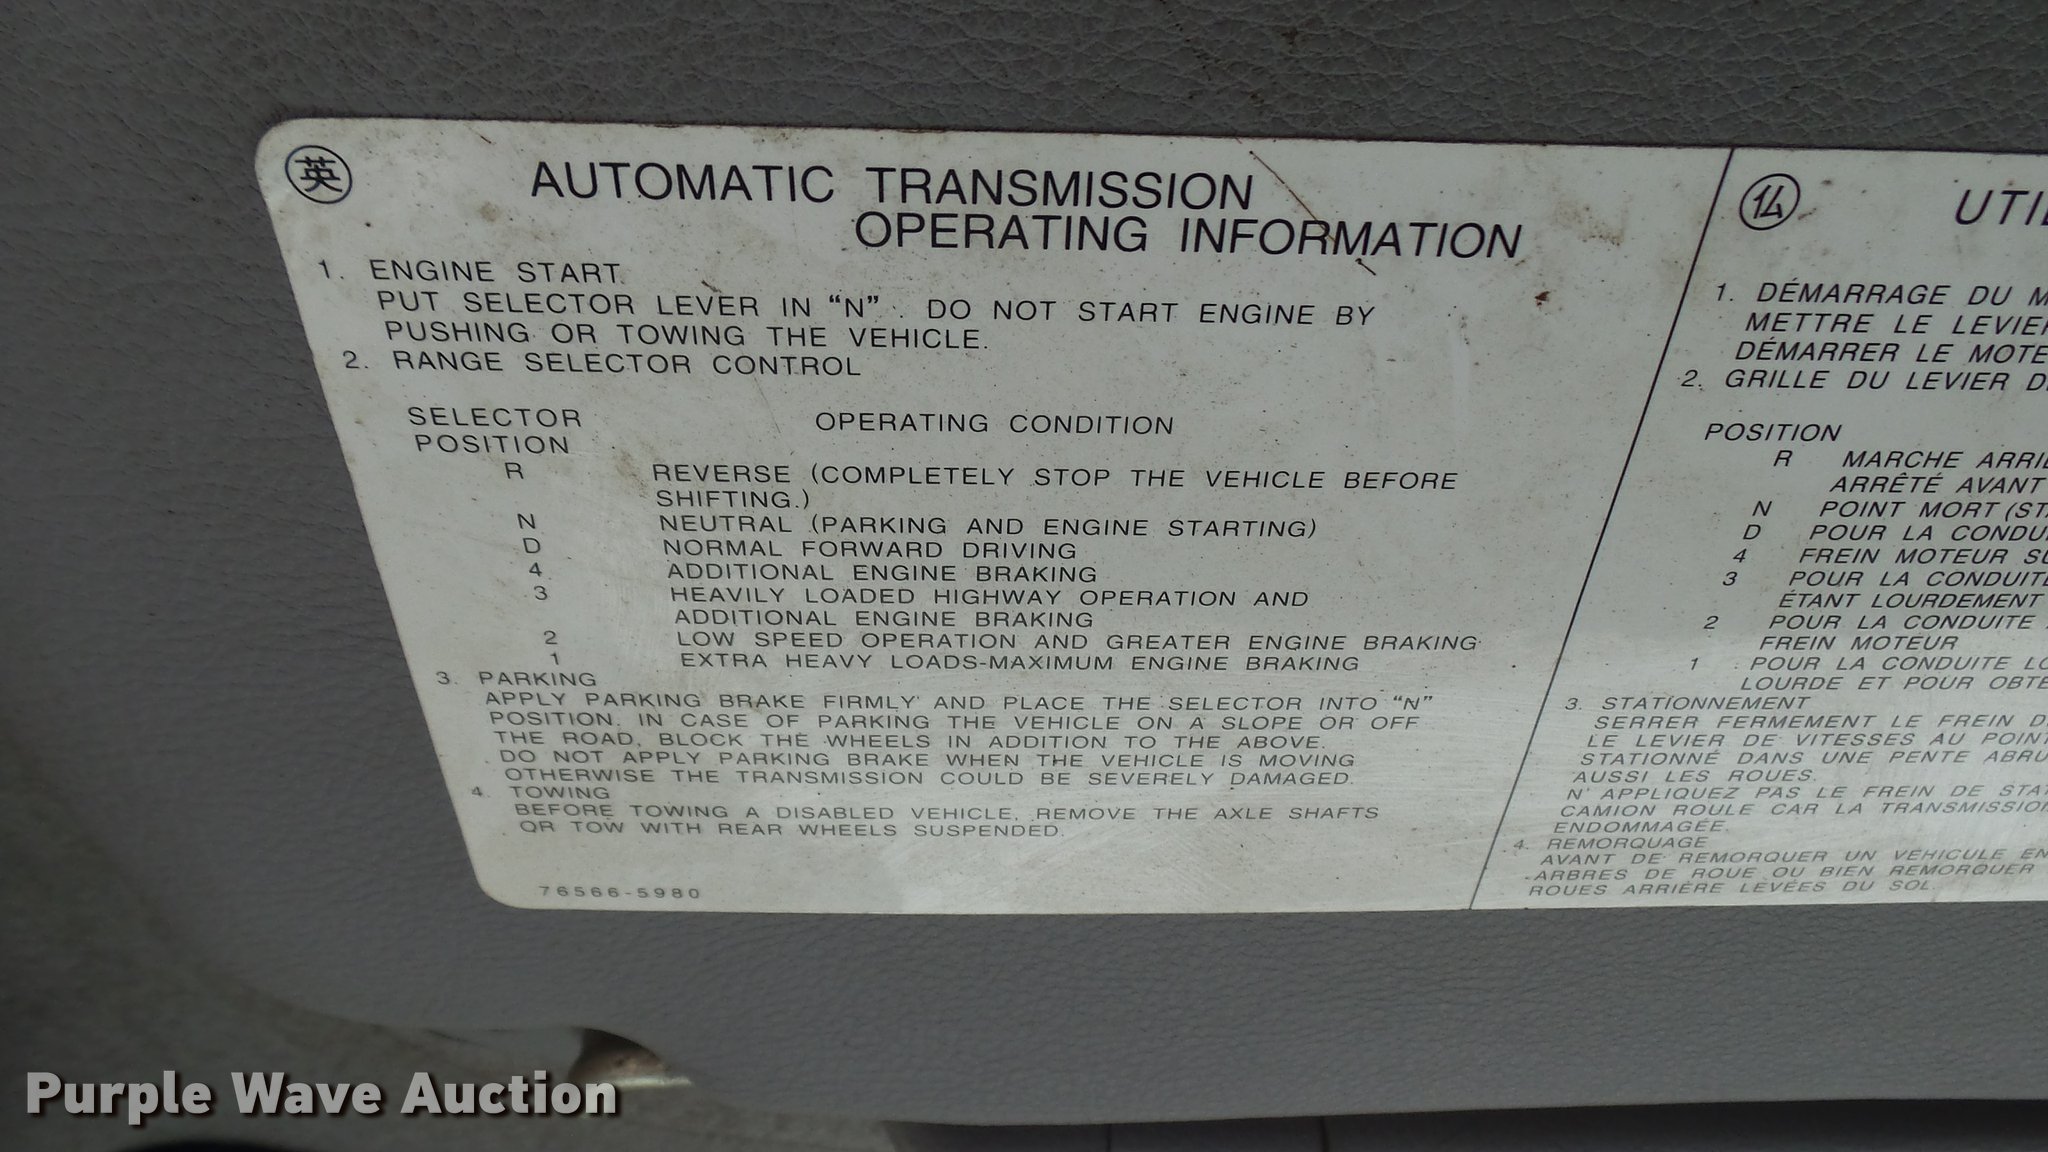 英
AUTOMATIC TRANSMISSION
OPERATING INFORMATION
1. ENGINE START
PUT SELECTOR LEVER IN “N”. DO NOT START ENGINE BY
PUSHING OR TOWING THE VEHICLE.
2. RANGE SELECTOR CONTROL
SELECTOR POSITION OPERATING CONDITION
R REVERSE (COMPLETELY STOP THE VEHICLE BEFORE
SHIFTING.)
N NEUTRAL (PARKING AND ENGINE STARTING)
D NORMAL FORWARD DRIVING
4 ADDITIONAL ENGINE BRAKING
3 HEAVILY LOADED HIGHWAY OPERATION AND
ADDITIONAL ENGINE BRAKING
2 LOW SPEED OPERATION AND GREATER ENGINE BRAKING
1 EXTRA HEAVY LOADS-MAXIMUM ENGINE BRAKING
3. PARKING
APPLY PARKING BRAKE FIRMLY AND PLACE THE SELECTOR INTO “N”
POSITION. IN CASE OF PARKING THE VEHICLE ON A SLOPE OR OFF
THE ROAD, BLOCK THE WHEELS IN ADDITION TO THE ABOVE.
DO NOT APPLY PARKING BRAKE WHEN THE VEHICLE IS MOVING
OTHERWISE THE TRANSMISSION COULD BE SEVERELY DAMAGED.
4. TOWING
BEFORE TOWING A DISABLED VEHICLE, REMOVE THE AXLE SHAFTS
OR TOW WITH REAR WHEELS SUSPENDED.
76566-5980
UTIL
1. DÉMARRAGE DU M
METTRE LE LEVIER
DÉMARRER LE MOTE
2. GRILLE DU LEVIER D
POSITION
R MARCHE ARRI
ARRÊTÉ AVANT
N POINT MORT (ST
D POUR LA CONDU
4 FREIN MOTEUR SU
3 POUR LA CONDUITE
ÉTANT LOURDEMENT
2 POUR LA CONDUITE
FREIN MOTEUR
1 POUR LA CONDUITE LO
LOURDE ET POUR OBTE
3. STATIONNEMENT
SERRER FERMEMENT LE FREIN D
LE LEVIER DE VITESSES AU POINT
STATIONNÉ DANS UNE PENTE ABRU
AUSSI LES ROUES.
N'APPLIQUEZ PAS LE FREIN DE STA
CAMION ROULE CAR LA TRANSMISSION
ENDOMMAGÉE.
4. REMORQUAGE
AVANT DE REMORQUER UN VÉHICULE EN
ARBRES DE ROUE OU BIEN REMORQUER
ROUES ARRIÈRE LEVÉES DU SOL.
Purple Wave Auction